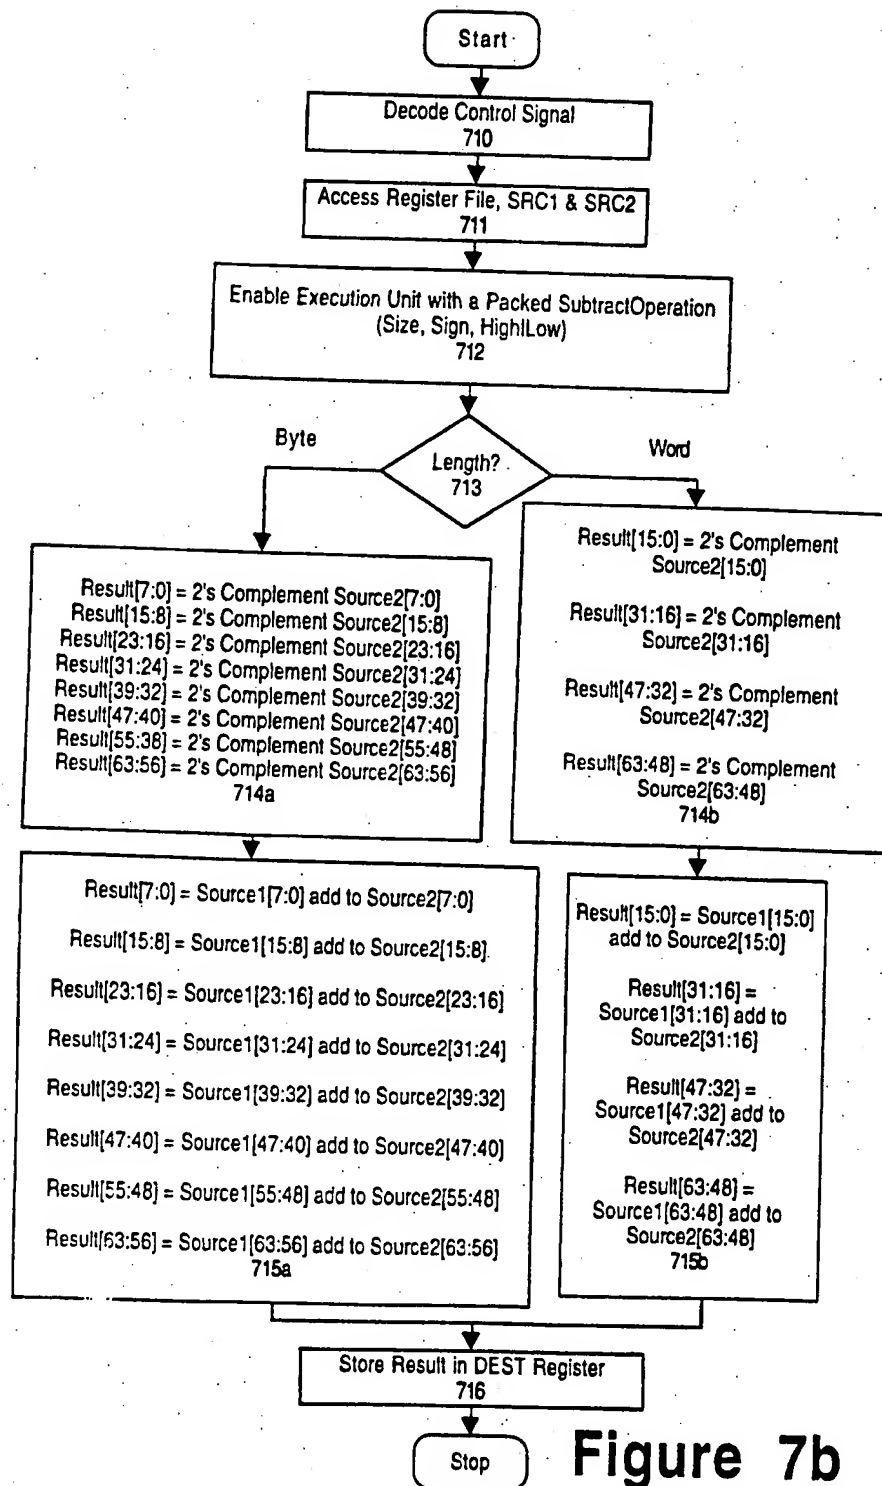 Start
Decode Control Signal
710
Access Register File, SRC1 & SRC2
711
Enable Execution Unit with a Packed SubtractOperation
(Size, Sign, High|Low)
712
Byte
Length?
713
Word
Result[7:0] = 2's Complement Source2[7:0]
Result[15:8] = 2's Complement Source2[15:8]
Result[23:16] = 2's Complement Source2[23:16]
Result[31:24] = 2's Complement Source2[31:24]
Result[39:32] = 2's Complement Source2[39:32]
Result[47:40] = 2's Complement Source2[47:40]
Result[55:38] = 2's Complement Source2[55:48]
Result[63:56] = 2's Complement Source2[63:56]
714a
Result[15:0] = 2's Complement
Source2[15:0]
Result[31:16] = 2's Complement
Source2[31:16]
Result[47:32] = 2's Complement
Source2[47:32]
Result[63:48] = 2's Complement
Source2[63:48]
714b
Result[7:0] = Source1[7:0] add to Source2[7:0]
Result[15:8] = Source1[15:8] add to Source2[15:8]
Result[23:16] = Source1[23:16] add to Source2[23:16]
Result[31:24] = Source1[31:24] add to Source2[31:24]
Result[39:32] = Source1[39:32] add to Source2[39:32]
Result[47:40] = Source1[47:40] add to Source2[47:40]
Result[55:48] = Source1[55:48] add to Source2[55:48]
Result[63:56] = Source1[63:56] add to Source2[63:56]
715a
Result[15:0] = Source1[15:0]
add to Source2[15:0]
Result[31:16] =
Source1[31:16] add to
Source2[31:16]
Result[47:32] =
Source1[47:32] add to
Source2[47:32]
Result[63:48] =
Source1[63:48] add to
Source2[63:48]
715b
Store Result in DEST Register
716
Stop
Figure 7b